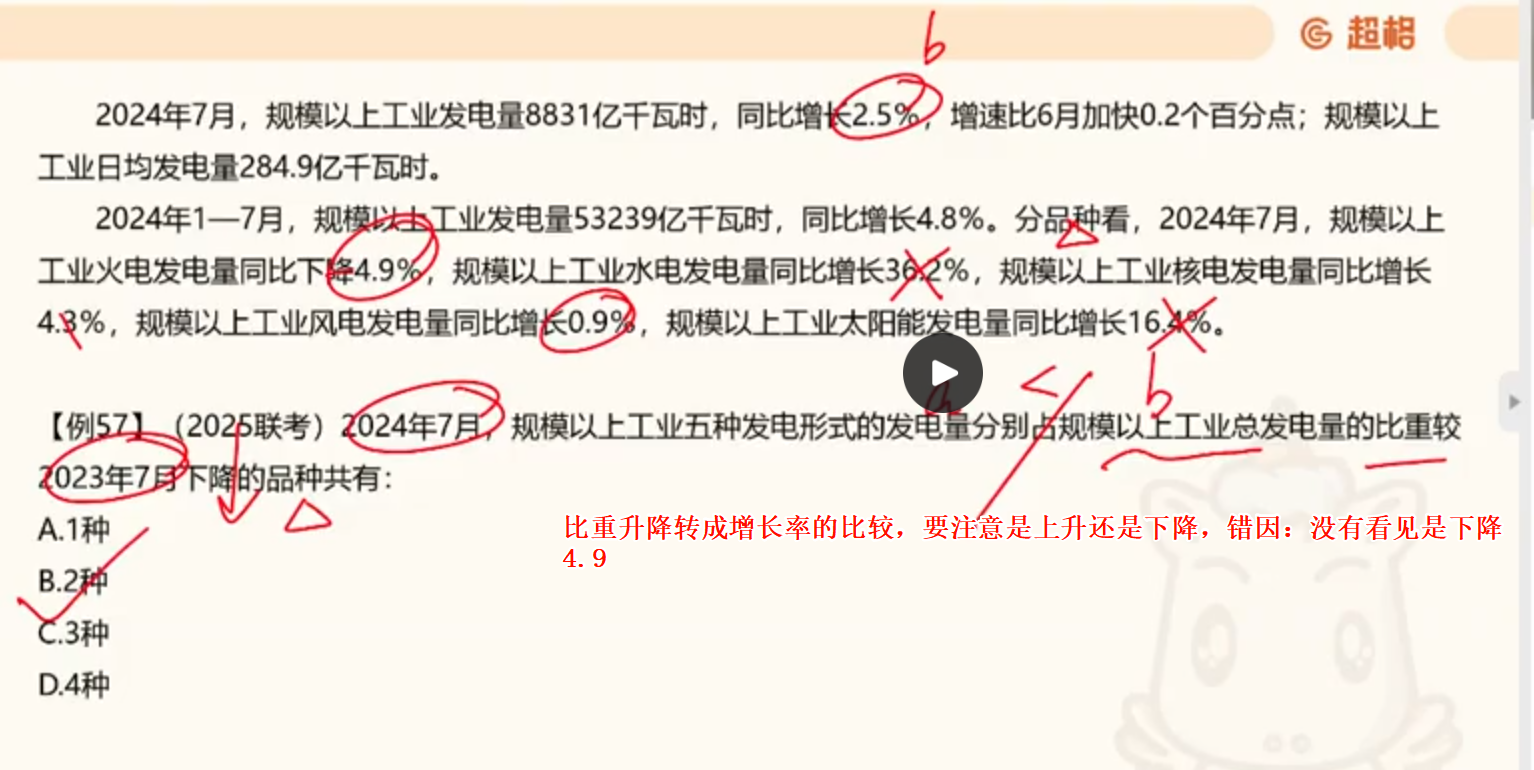 b
超格
2024年7月，规模以上工业发电量8831亿千瓦时，同比增长2.5%，增速比6月加快0.2个百分点；规模以上
工业日均发电量284.9亿千瓦时。
2024年1—7月，规模以上工业发电量53239亿千瓦时，同比增长4.8%。分品种看，2024年7月，规模以上
工业火电发电量同比下降4.9%，规模以上工业水电发电量同比增长36.2%，规模以上工业核电发电量同比增长
4.3%，规模以上工业风电发电量同比增长0.9%，规模以上工业太阳能发电量同比增长16.4%。
a < b
【例57】（2025联考）2024年7月，规模以上工业五种发电形式的发电量分别占规模以上工业总发电量的比重较
2023年7月下降的品种共有：
A.1种
比重升降转成增长率的比较，要注意是上升还是下降，错因：没有看见是下降
4.9
B.2种
C.3种
D.4种